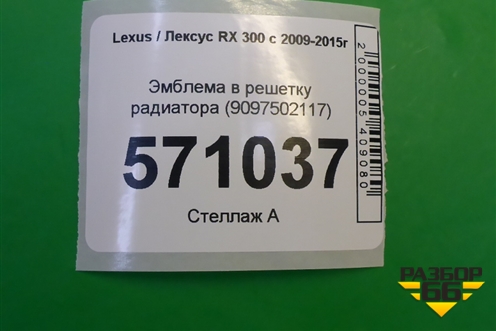 Lexus / Лексус RX 300 с 2009-2015г
Эмблема в решетку
радиатора (9097502117)
571037
Стеллаж А
2000005409080
РАЗБОР
66